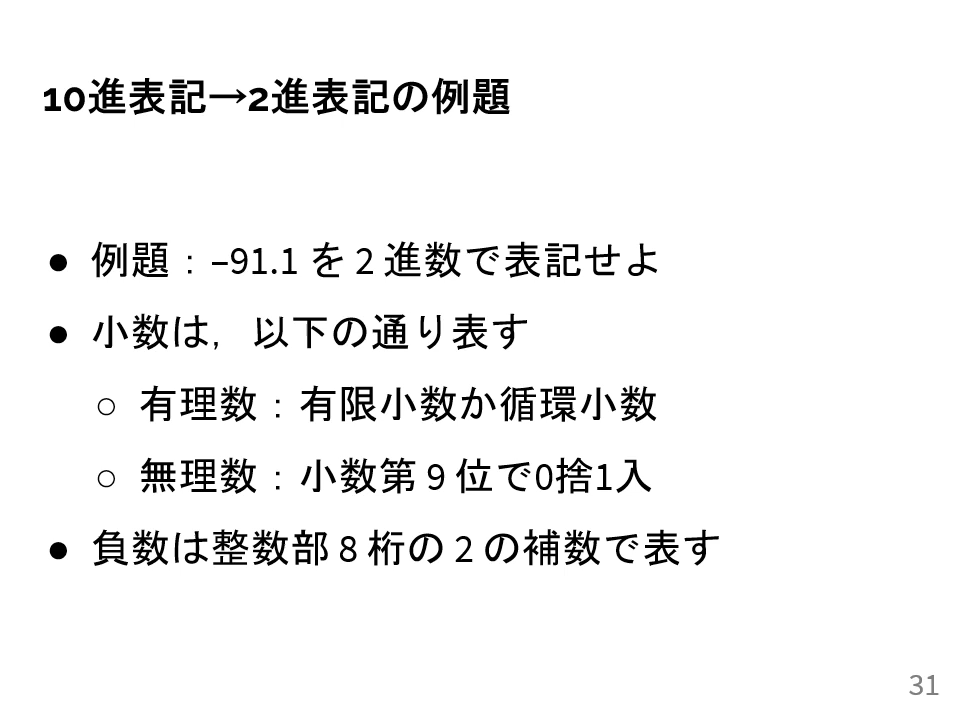 10進表記→2進表記の例題
● 例題：–91.1 を 2 進数で表記せよ
● 小数は，以下の通り表す
○ 有理数：有限小数か循環小数
○ 無理数：小数第 9 位で0捨1入
● 負数は整数部 8 桁の 2 の補数で表す
31